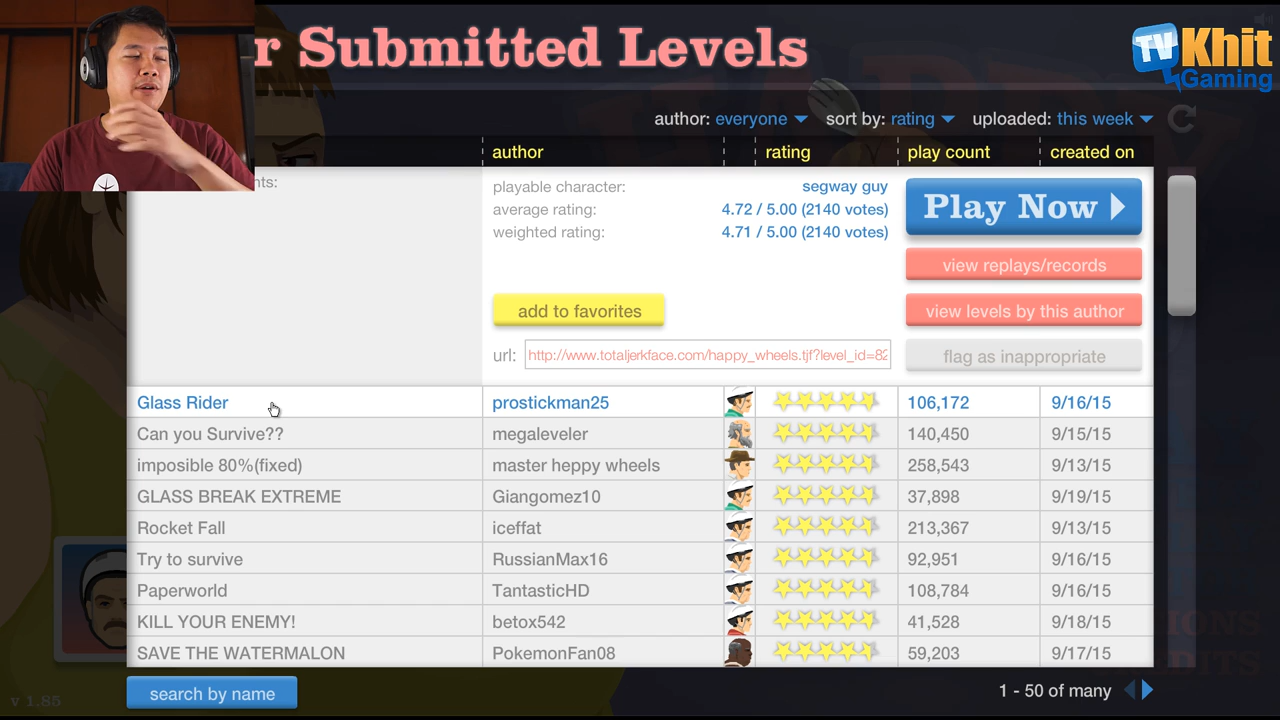 r Submitted Levels
TV Khit
Gaming
author: everyone sort by: rating uploaded: this week
author rating play count created on
nts:
playable character: segway guy
average rating: 4.72 / 5.00 (2140 votes)
weighted rating: 4.71 / 5.00 (2140 votes)
Play Now
view replays/records
add to favorites
view levels by this author
url: http://www.totaljerkface.com/happy_wheels.tjf?level_id=82
flag as inappropriate
Glass Rider prostickman25 106,172 9/16/15
Can you Survive?? megaleveler 140,450 9/15/15
imposible 80%(fixed) master heppy wheels 258,543 9/13/15
GLASS BREAK EXTREME Giangomez10 37,898 9/19/15
Rocket Fall iceffat 213,367 9/13/15
Try to survive RussianMax16 92,951 9/16/15
Paperworld TantasticHD 108,784 9/16/15
KILL YOUR ENEMY! betox542 41,528 9/18/15
SAVE THE WATERMALON PokemonFan08 59,203 9/17/15
search by name
1 - 50 of many
v 1.85